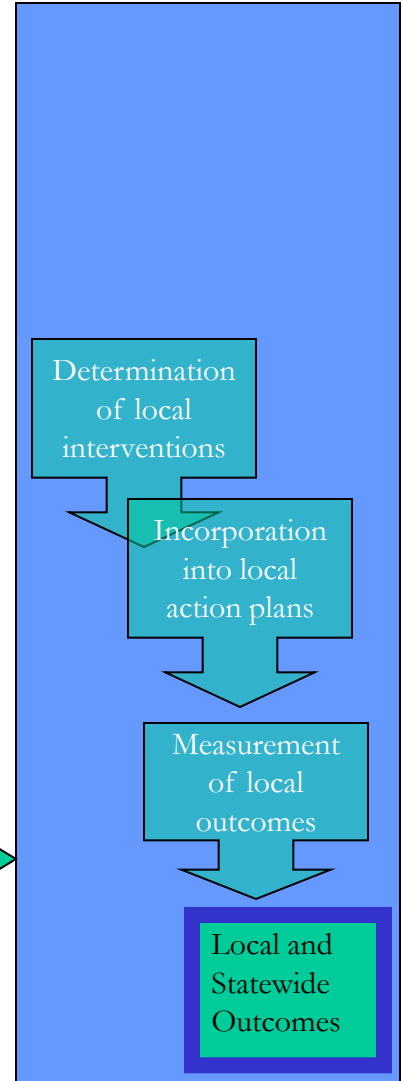 Determination
of local
interventions
Incorporation
into local
action plans
Measurement
of local
outcomes
Local and
Statewide
Outcomes